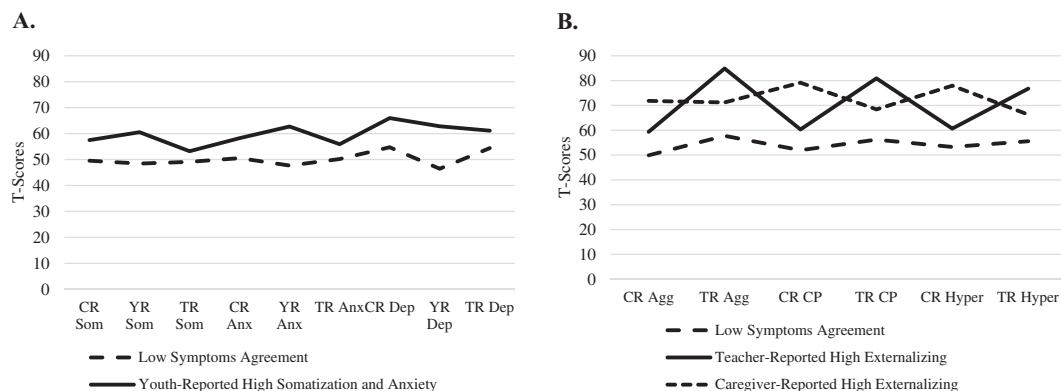 A.
90
80
70
60
50
40
30
20
10
0
T-Scores
CR Som
YR Som
TR Som
CR Anx
YR Anx
TR Anx
CR Dep
YR Dep
TR Dep
Low Symptoms Agreement
Youth-Reported High Somatization and Anxiety
B.
90
80
70
60
50
40
30
20
10
0
T-Scores
CR Agg
TR Agg
CR CP
TR CP
CR Hyper
TR Hyper
Low Symptoms Agreement
Teacher-Reported High Externalizing
Caregiver-Reported High Externalizing